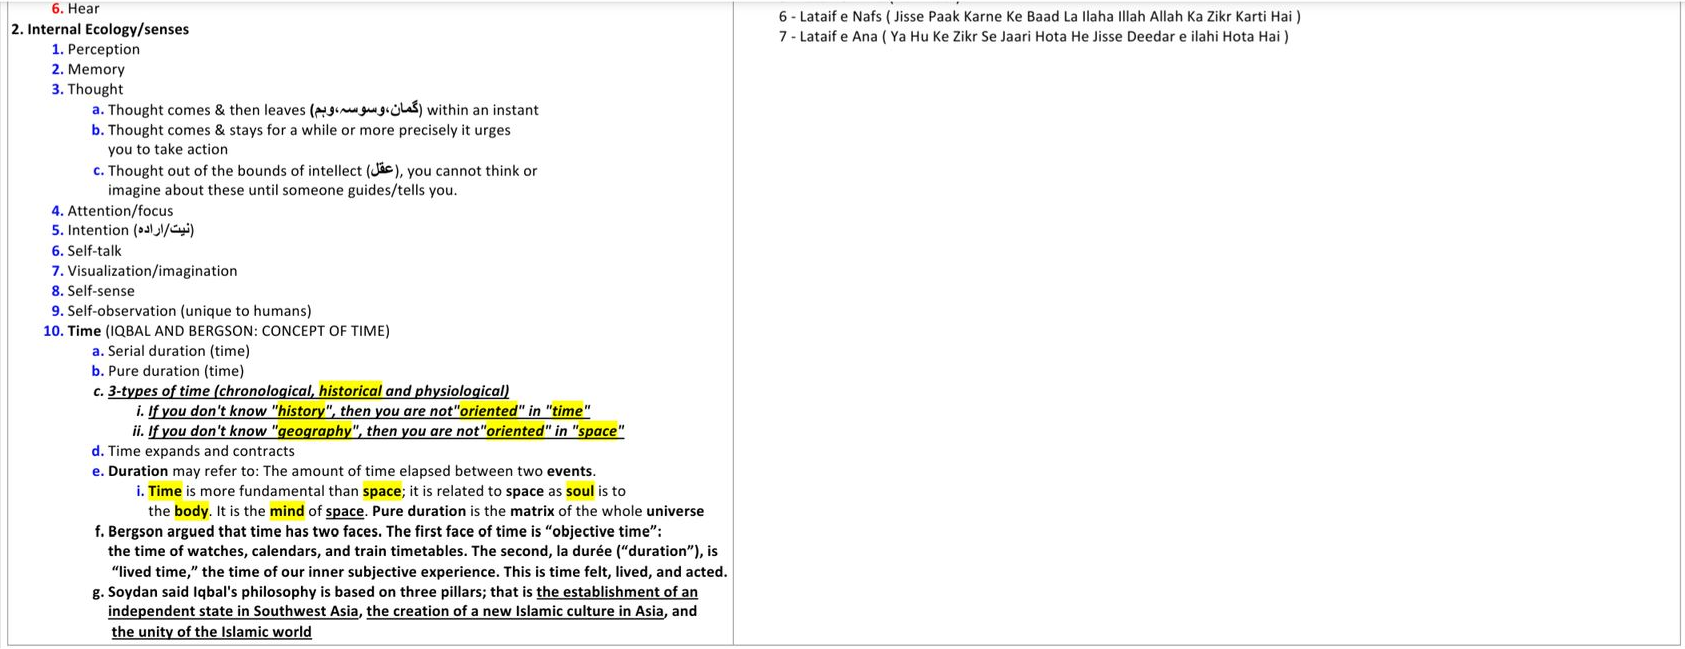 6. Hear
2. Internal Ecology/senses
1. Perception
2. Memory
3. Thought
a. Thought comes & then leaves (گمان،وسوسہ،وہم) within an instant
b. Thought comes & stays for a while or more precisely it urges
you to take action
c. Thought out of the bounds of intellect (عقل), you cannot think or
imagine about these until someone guides/tells you.
4. Attention/focus
5. Intention (نیت/ارادہ)
6. Self-talk
7. Visualization/imagination
8. Self-sense
9. Self-observation (unique to humans)
10. Time (IQBAL AND BERGSON: CONCEPT OF TIME)
a. Serial duration (time)
b. Pure duration (time)
c. 3-types of time (chronological, historical and physiological)
i. If you don't know "history", then you are not"oriented" in "time"
ii. If you don't know "geography", then you are not"oriented" in "space"
d. Time expands and contracts
e. Duration may refer to: The amount of time elapsed between two events.
i. Time is more fundamental than space; it is related to space as soul is to
the body. It is the mind of space. Pure duration is the matrix of the whole universe
f. Bergson argued that time has two faces. The first face of time is “objective time”:
the time of watches, calendars, and train timetables. The second, la durée (“duration”), is
“lived time,” the time of our inner subjective experience. This is time felt, lived, and acted.
g. Soydan said Iqbal's philosophy is based on three pillars; that is the establishment of an
independent state in Southwest Asia, the creation of a new Islamic culture in Asia, and
the unity of the Islamic world
6 - Lataif e Nafs ( Jisse Paak Karne Ke Baad La Ilaha Illah Allah Ka Zikr Karti Hai )
7 - Lataif e Ana ( Ya Hu Ke Zikr Se Jaari Hota He Jisse Deedar e ilahi Hota Hai )